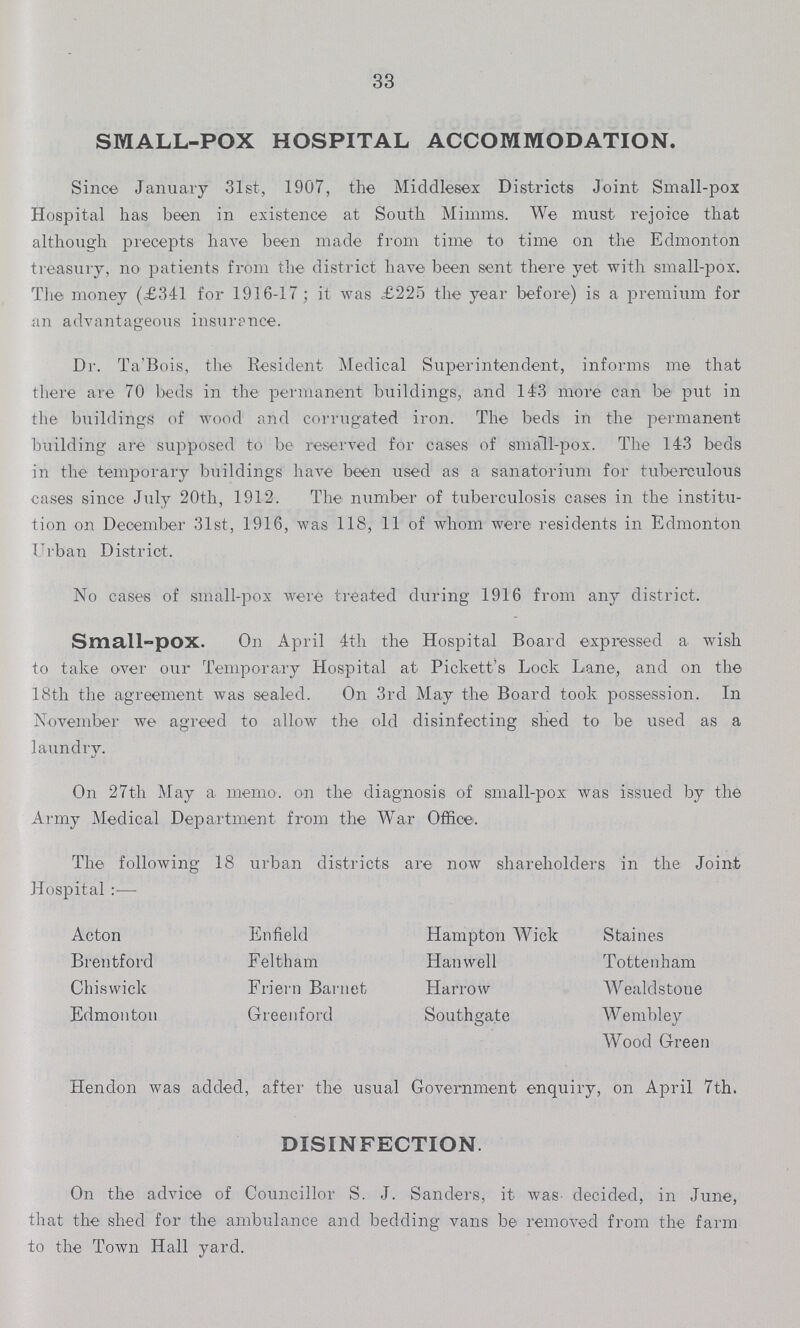 33
SMALL-POX HOSPITAL ACCOMMODATION.
Since January 31st, 1907, the Middlesex Districts Joint Small-pox
Hospital has been in existence at South Mimms. We must rejoice that
although precepts have been made from time to time on the Edmonton
treasury, no patients from the district have been sent there yet with small-pox.
The money (£341 for 1916-17; it was £225 the year before) is a premium for
an advantageous insurance.
Dr. Ta'Bois, the Resident Medical Superintendent, informs me that
there are 70 beds in the permanent buildings, and 143 more can be put in
the buildings of wood and corrugated iron. The beds in the permanent
building are supposed to be reserved for cases of small-pox. The 143 beds
in the temporary buildings have been used as a sanatorium for tuberculous
cases since July 20th, 1912. The number of tuberculosis cases in the institu-
tion on December 31st, 1916, was 118, 11 of whom were residents in Edmonton
Urban District.
No cases of small-pox were treated during 1916 from any district.
Small-pox. On April 4th the Hospital Board expressed a wish
to take over our Temporary Hospital at Pickett's Lock Lane, and on the
18th the agreement was sealed. On 3rd May the Board took possession. In
November we agreed to allow the old disinfecting shed to be used as a
laundry.
On 27th May a memo. on the diagnosis of small-pox was issued by the
Army Medical Department from the War Office.
The following 18 urban districts are now shareholders in the Joint
Hospital :—
Acton Enfield Hampton Wick Staines
Brentford Feltham Hanwell Tottenham
Chiswick Friern Barnet Harrow Wealdstone
Edmonton Greenford Southgate Wembley
Wood Green
Hendon was added, after the usual Government enquiry, on April 7th.
DISINFECTION.
On the advice of Councillor S. J. Sanders, it was decided, in June,
that the shed for the ambulance and bedding vans be removed from the farm
to the Town Hall yard.